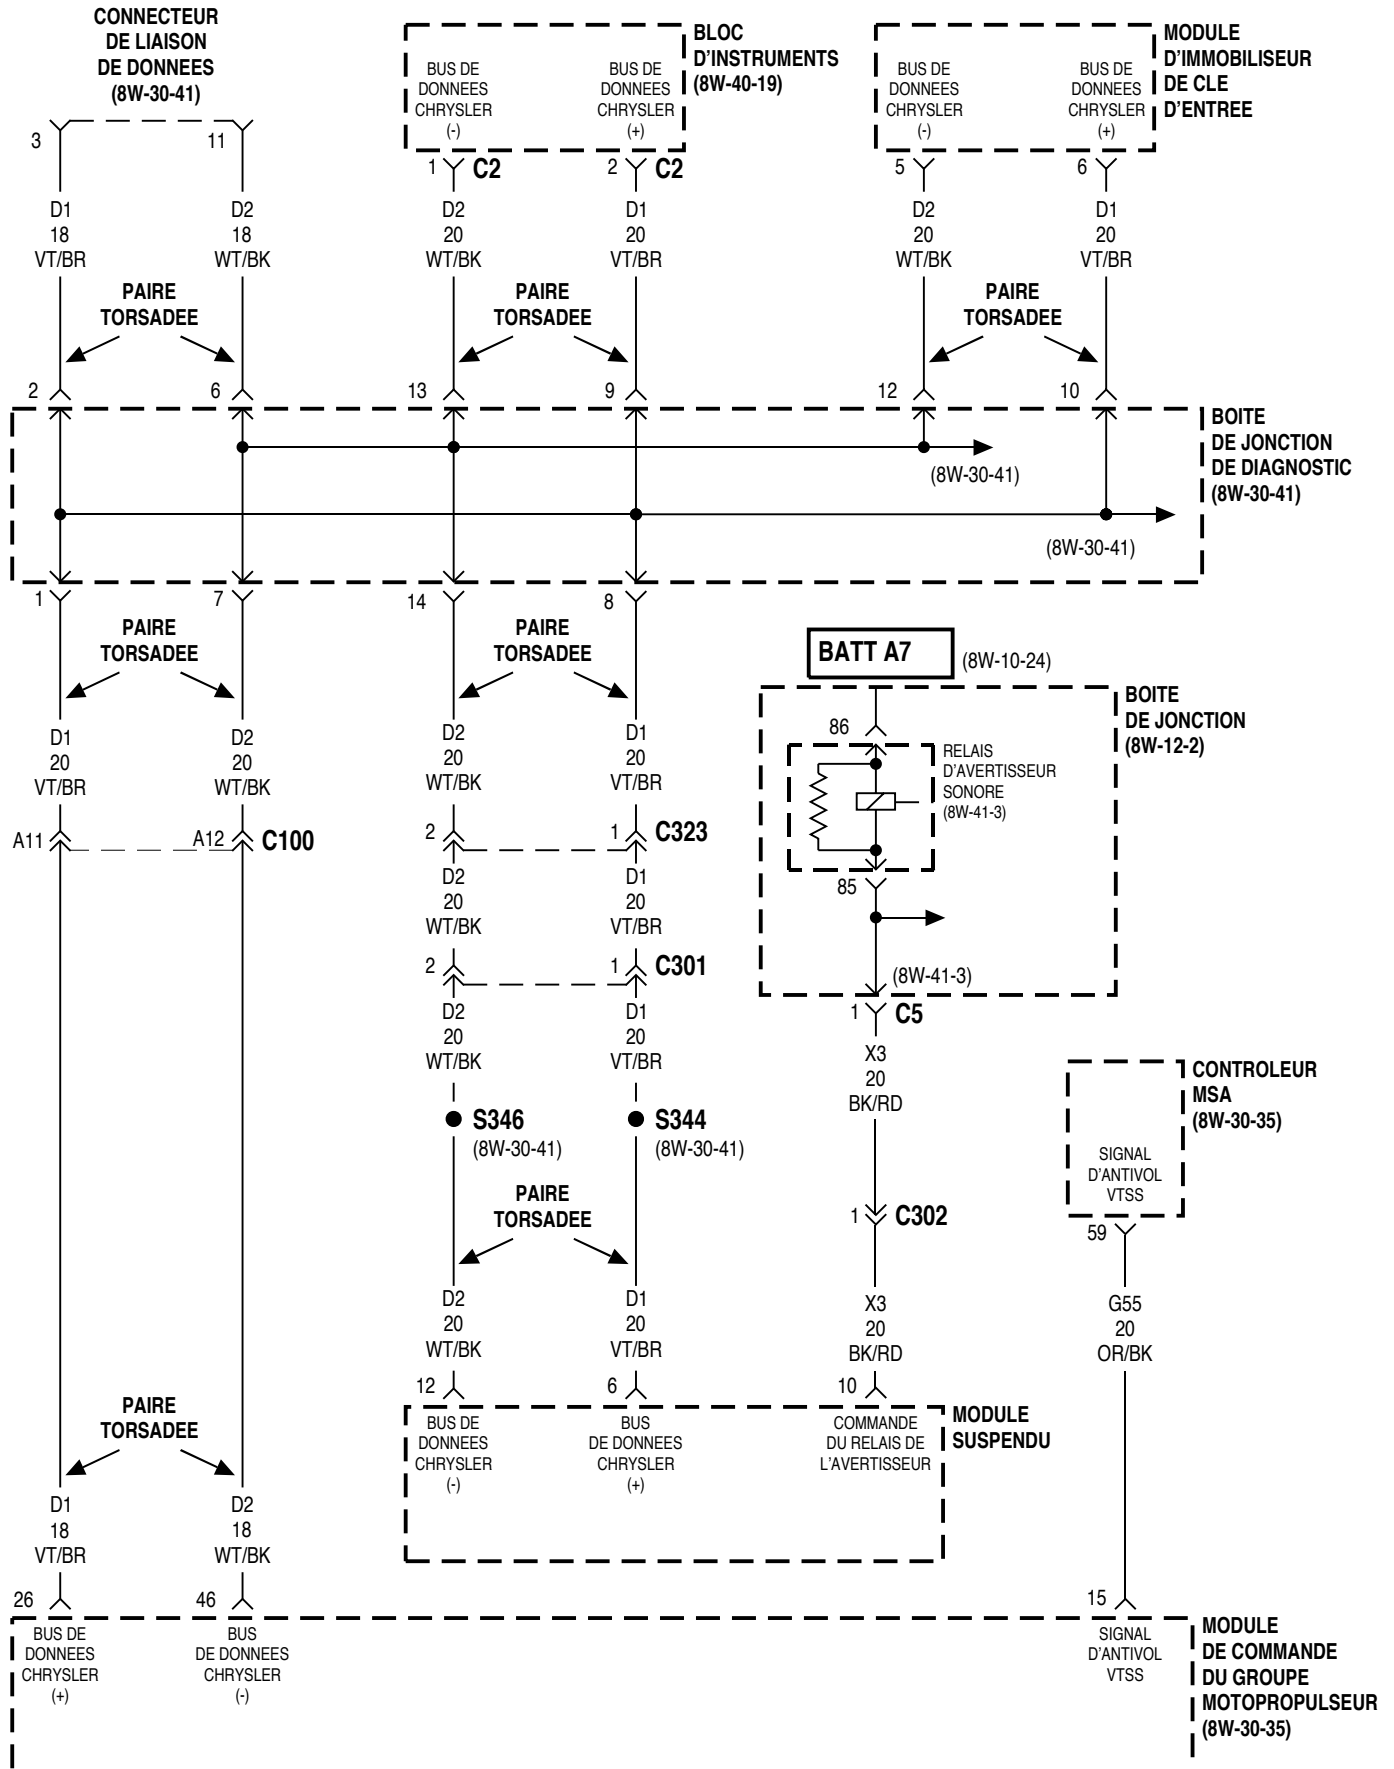 CONNECTEUR
DE LIAISON
DE DONNEES
(8W-30-41)
BLOC
D'INSTRUMENTS
(8W-40-19)
MODULE
D'IMMOBILISEUR
DE CLE
D'ENTREE
BUS DE
DONNEES
CHRYSLER
(-)
BUS DE
DONNEES
CHRYSLER
(+)
BUS DE
DONNEES
CHRYSLER
(-)
BUS DE
DONNEES
CHRYSLER
(+)
3
11
1
C2
2
C2
5
6
D1
18
VT/BR
D2
18
WT/BK
D2
20
WT/BK
D1
20
VT/BR
D2
20
WT/BK
D1
20
VT/BR
PAIRE
TORSADEE
PAIRE
TORSADEE
PAIRE
TORSADEE
2
6
13
9
12
10
BOITE
DE JONCTION
DE DIAGNOSTIC
(8W-30-41)
(8W-30-41)
(8W-30-41)
1
7
14
8
PAIRE
TORSADEE
PAIRE
TORSADEE
BATT A7
(8W-10-24)
BOITE
DE JONCTION
(8W-12-2)
86
RELAIS
D'AVERTISSEUR
SONORE
(8W-41-3)
85
(8W-41-3)
1
C5
D1
20
VT/BR
D2
20
WT/BK
D2
20
WT/BK
D1
20
VT/BR
A11
A12
C100
2
1
C323
D2
20
WT/BK
D1
20
VT/BR
2
1
C301
D2
20
WT/BK
D1
20
VT/BR
X3
20
BK/RD
S346
(8W-30-41)
S344
(8W-30-41)
CONTROLEUR
MSA
(8W-30-35)
SIGNAL
D'ANTIVOL
VTSS
PAIRE
TORSADEE
1
C302
59
D2
20
WT/BK
D1
20
VT/BR
X3
20
BK/RD
G55
20
OR/BK
12
6
10
MODULE
SUSPENDU
BUS DE
DONNEES
CHRYSLER
(-)
BUS
DE DONNEES
CHRYSLER
(+)
COMMANDE
DU RELAIS DE
L'AVERTISSEUR
PAIRE
TORSADEE
D1
18
VT/BR
D2
18
WT/BK
26
46
15
BUS DE
DONNEES
CHRYSLER
(+)
BUS
DE DONNEES
CHRYSLER
(-)
SIGNAL
D'ANTIVOL
VTSS
MODULE
DE COMMANDE
DU GROUPE
MOTOPROPULSEUR
(8W-30-35)